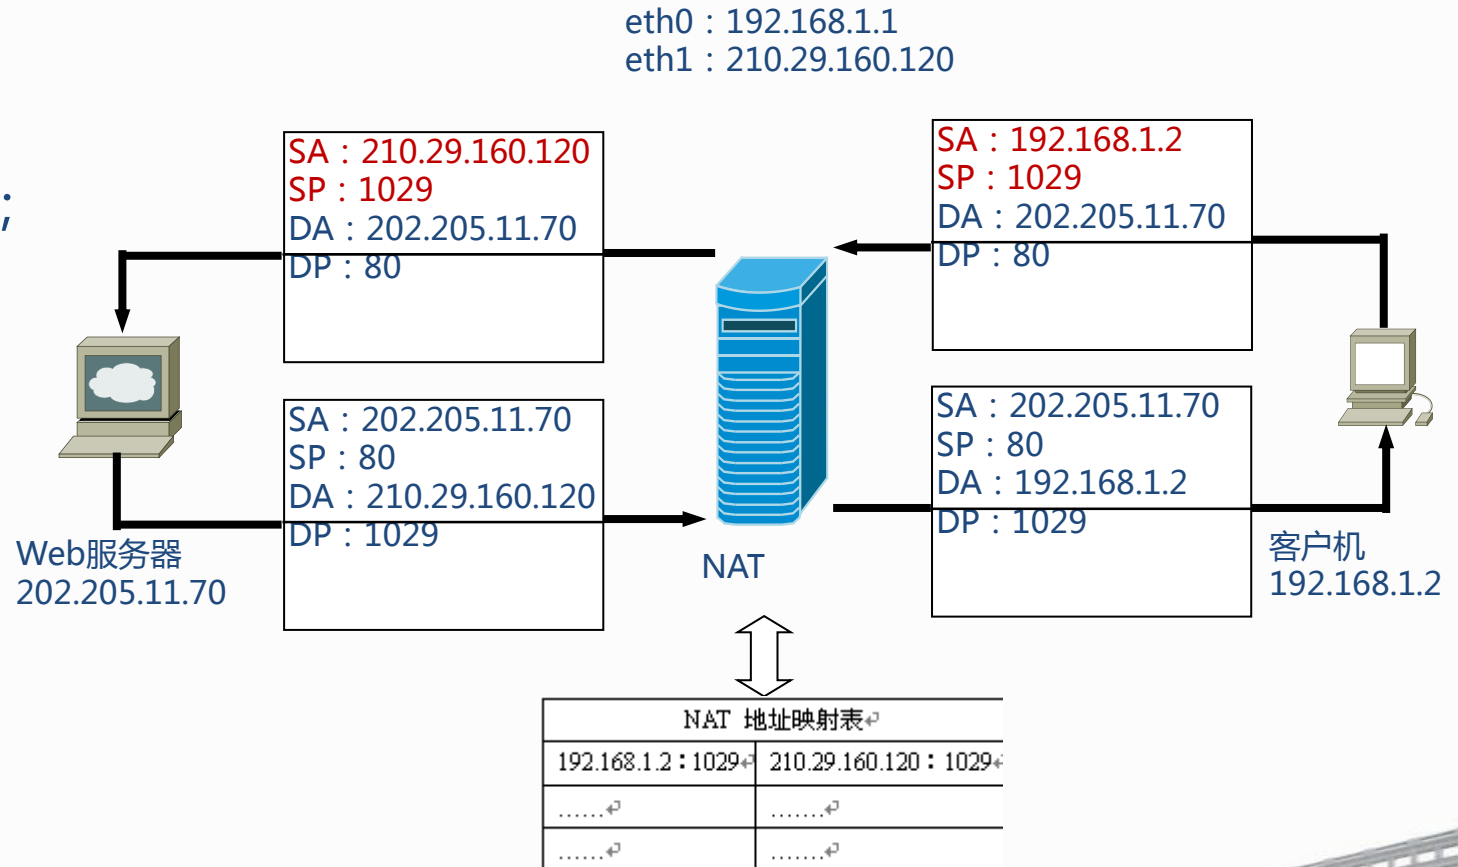 eth0：192.168.1.1
eth1：210.29.160.120
；
SA：210.29.160.120
SP：1029
DA：202.205.11.70
DP：80
SA：192.168.1.2
SP：1029
DA：202.205.11.70
DP：80
SA：202.205.11.70
SP：80
DA：210.29.160.120
DP：1029
SA：202.205.11.70
SP：80
DA：192.168.1.2
DP：1029
Web服务器
202.205.11.70
NAT
客户机
192.168.1.2
NAT 地址映射表↵
192.168.1.2：1029↵ 210.29.160.120：1029↵
……↵ …….↵
……↵ …….↵